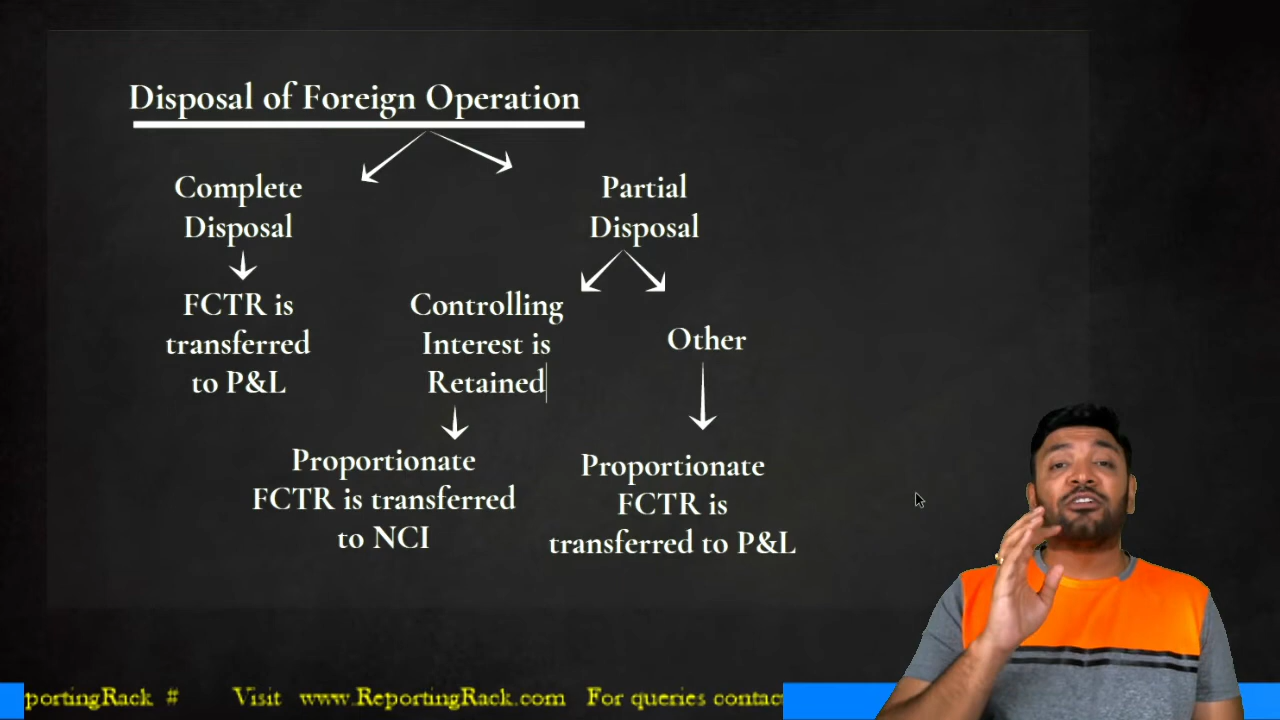 Disposal of Foreign Operation
Complete
Disposal
FCTR is
transferred
to P&L
Partial
Disposal
Controlling
Interest is
Retained
Proportionate
FCTR is transferred
to NCI
Other
Proportionate
FCTR is
transferred to P&L
portingRack # Visit www.ReportingRack.com For queries contac